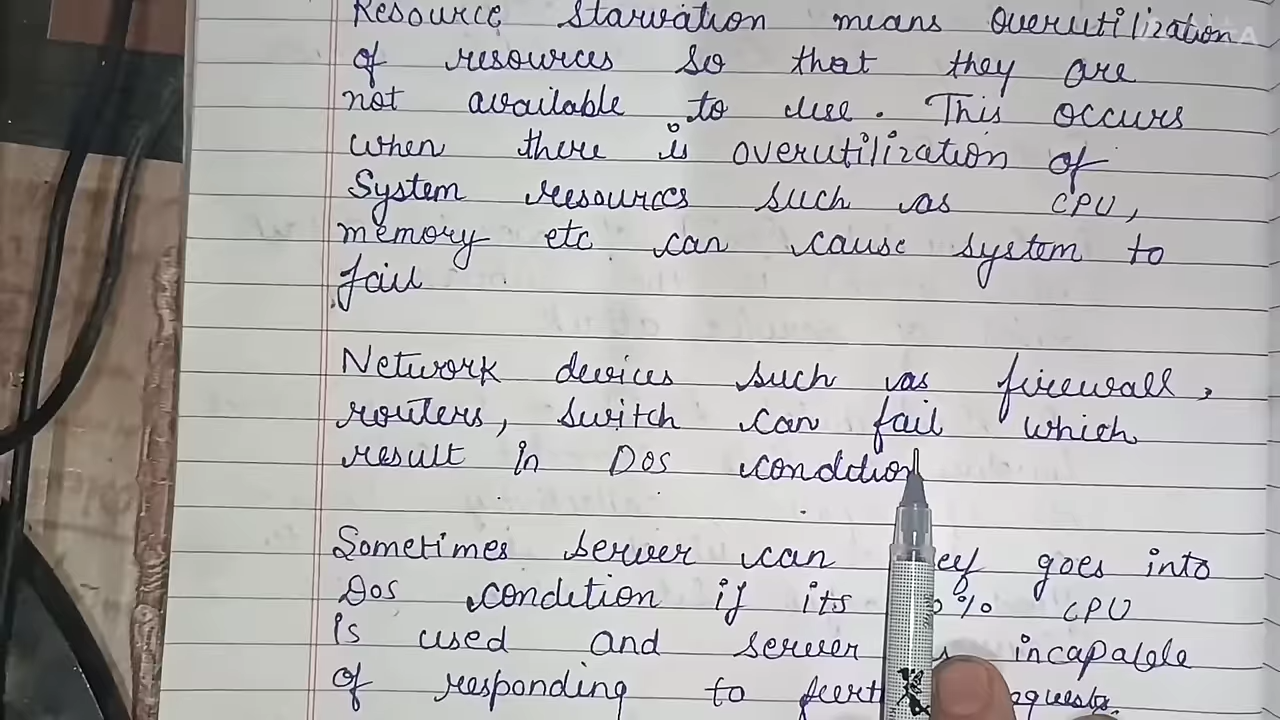 Resource Starvation means overutilization
of resources so that they are
not available to use. This occurs
when there is overutilization of
System resources such as CPU,
memory etc can cause system to
fail
Network devices such as firewall,
routers, switch can fail which
result in DOS condition
Sometimes server can goes into
DOS condition if its % CPU
is used and server incapable
of responding to